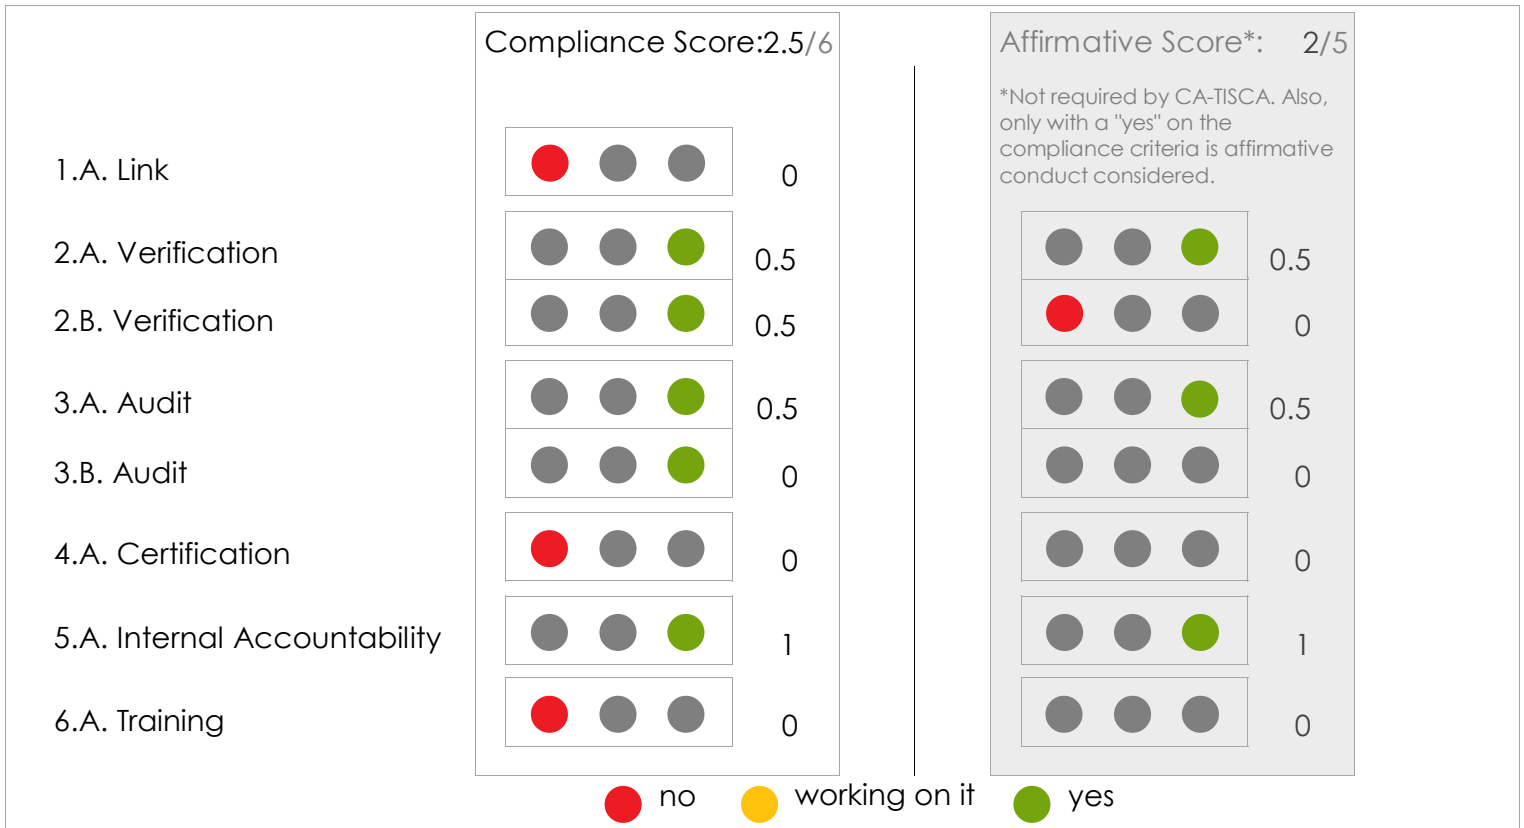 Compliance Score:2.5/6
Affirmative Score*: 2/5
*Not required by CA-TISCA. Also,
only with a "yes" on the
compliance criteria is affirmative
conduct considered.
1.A. Link 0
2.A. Verification 0.5 0.5
2.B. Verification 0.5 0
3.A. Audit 0.5 0.5
3.B. Audit 0 0
4.A. Certification 0 0
5.A. Internal Accountability 1 1
6.A. Training 0 0
no working on it yes